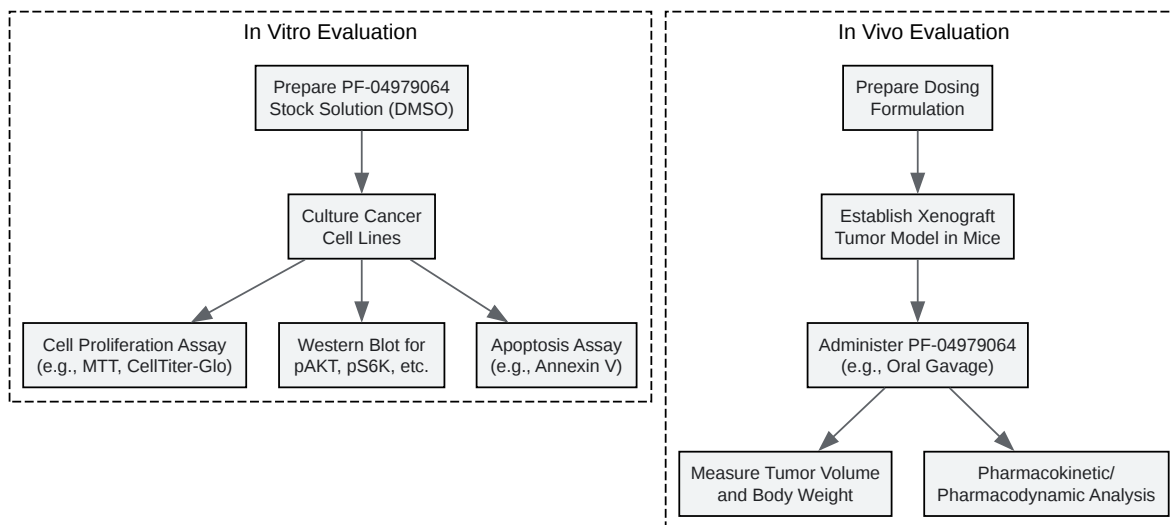 In Vitro Evaluation
Prepare PF-04979064
Stock Solution (DMSO)
Culture Cancer
Cell Lines
Cell Proliferation Assay
(e.g., MTT, CellTiter-Glo)
Western Blot for
pAKT, pS6K, etc.
Apoptosis Assay
(e.g., Annexin V)
In Vivo Evaluation
Prepare Dosing
Formulation
Establish Xenograft
Tumor Model in Mice
Administer PF-04979064
(e.g., Oral Gavage)
Measure Tumor Volume
and Body Weight
Pharmacokinetic/
Pharmacodynamic Analysis